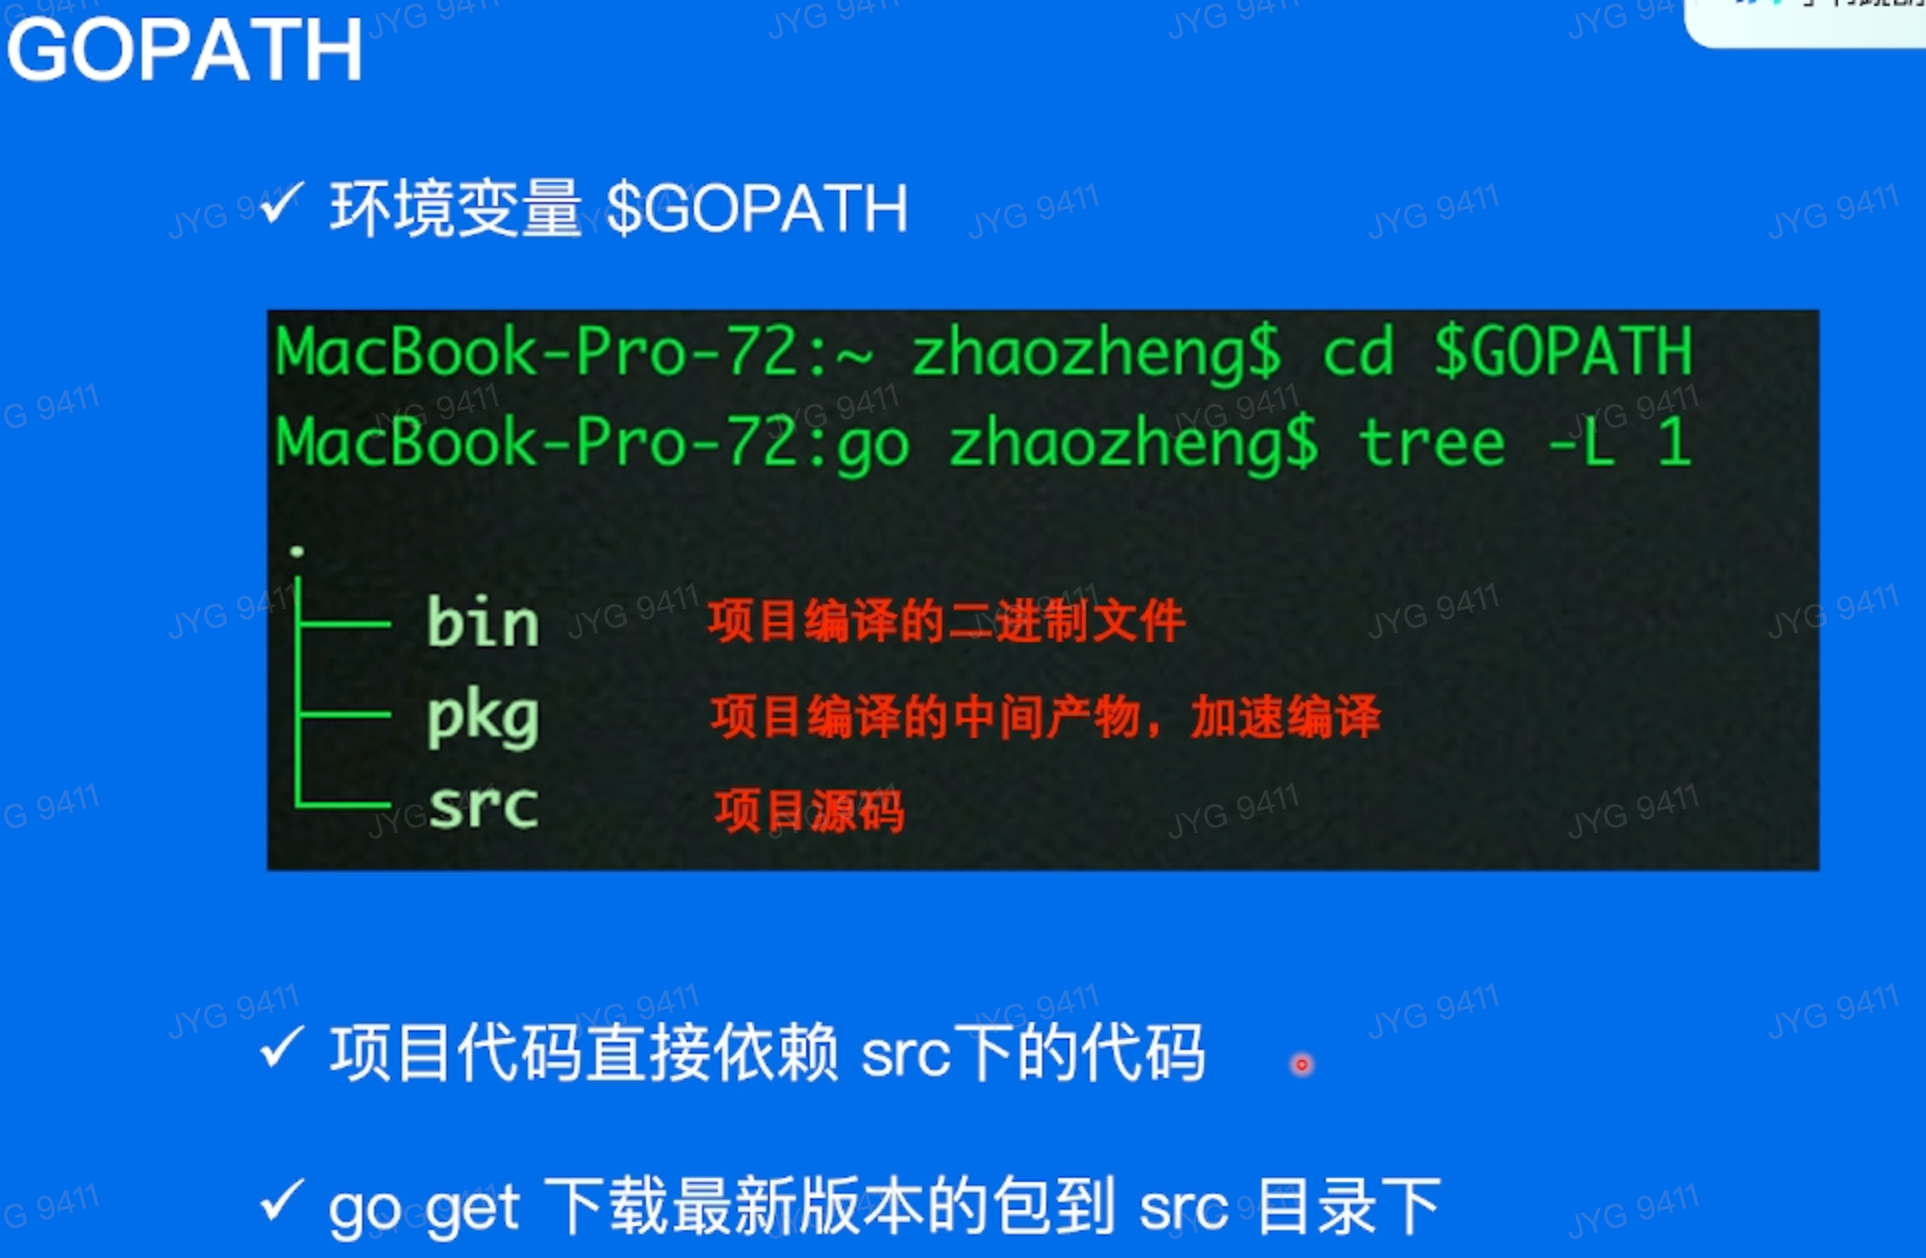 GOPATH
✓ 环境变量 $GOPATH
MacBook-Pro-72:~ zhaozheng$ cd $GOPATH
MacBook-Pro-72:go zhaozheng$ tree -L 1
.
├── bin 项目编译的二进制文件
├── pkg 项目编译的中间产物，加速编译
└── src 项目源码
✓ 项目代码直接依赖 src下的代码
✓ go get 下载最新版本的包到 src 目录下
JYG 9411